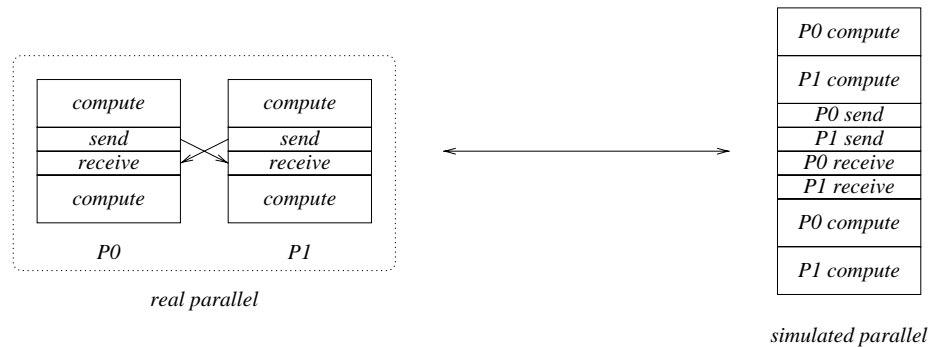 compute
send
receive
compute
P0
compute
send
receive
compute
P1
real parallel
P0 compute
P1 compute
P0 send
P1 send
P0 receive
P1 receive
P0 compute
P1 compute
simulated parallel